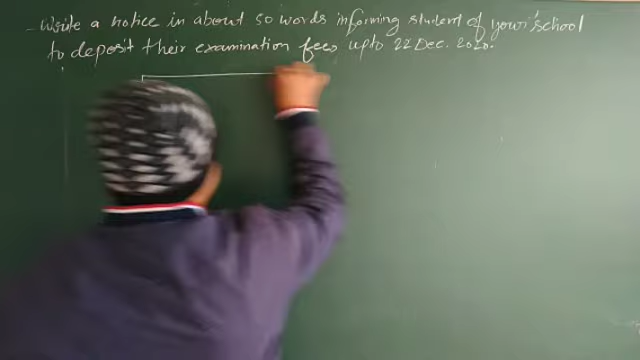 Write a notice in about 50 words informing student of your school
to deposit their examination fees upto 22 Dec. 2020.